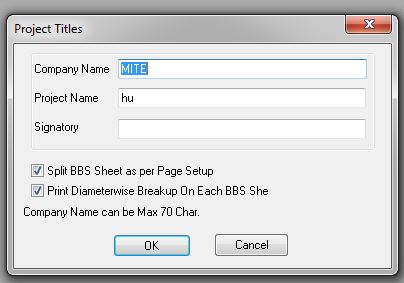 Project Titles
Company Name MITE
Project Name hu
Signatory
Split BBS Sheet as per Page Setup
Print Diameterwise Breakup On Each BBS She
Company Name can be Max 70 Char.
OK Cancel